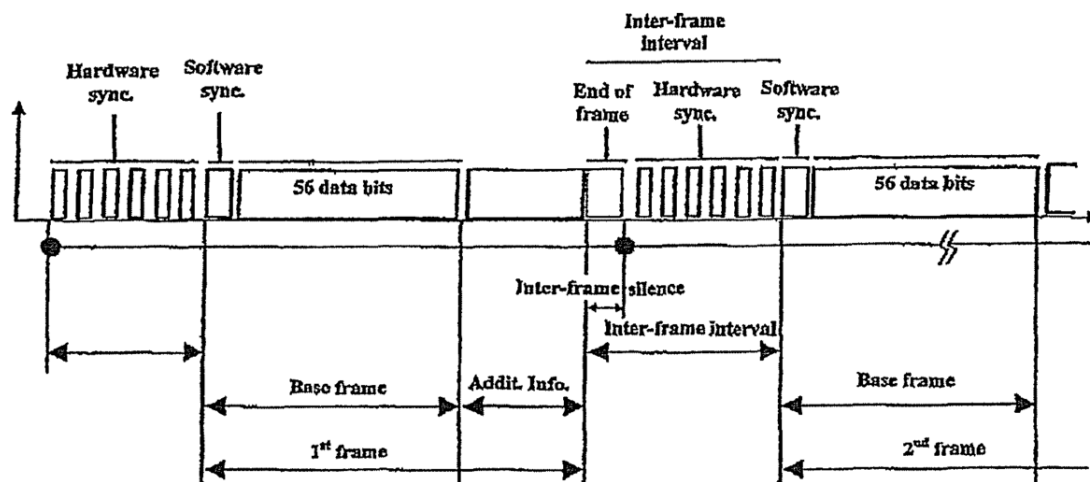 Inter-frame
interval
Hardware
sync.
Software
sync.
End of
frame
Hardware
sync.
Software
sync.
56 data bits
56 data bits
Inter-frame silence
Inter-frame interval
Base frame
Addit. Info.
Base frame
1st frame
2nd frame